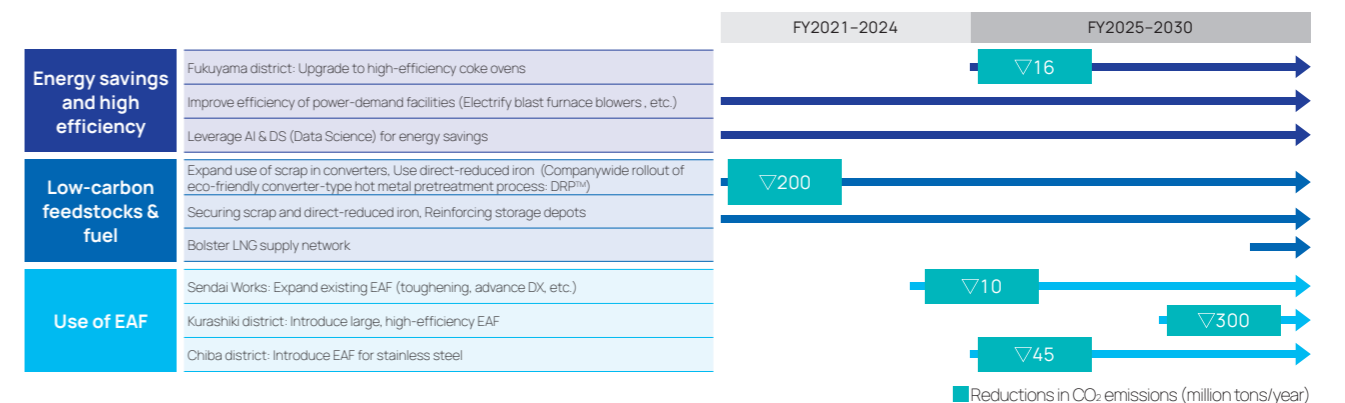 FY2021–2024
FY2025–2030
Energy savings
and high
efficiency
Fukuyama district: Upgrade to high-efficiency coke ovens
▽16
Improve efficiency of power-demand facilities (Electrify blast furnace blowers , etc.)
Leverage AI & DS (Data Science) for energy savings
Low-carbon
feedstocks &
fuel
Expand use of scrap in converters, Use direct-reduced iron (Companywide rollout of
eco-friendly converter-type hot metal pretreatment process: DRP™)
▽200
Securing scrap and direct-reduced iron, Reinforcing storage depots
Bolster LNG supply network
Use of EAF
Sendai Works: Expand existing EAF (toughening, advance DX, etc.)
▽10
Kurashiki district: Introduce large, high-efficiency EAF
▽300
Chiba district: Introduce EAF for stainless steel
▽45
Reductions in CO₂ emissions (million tons/year)